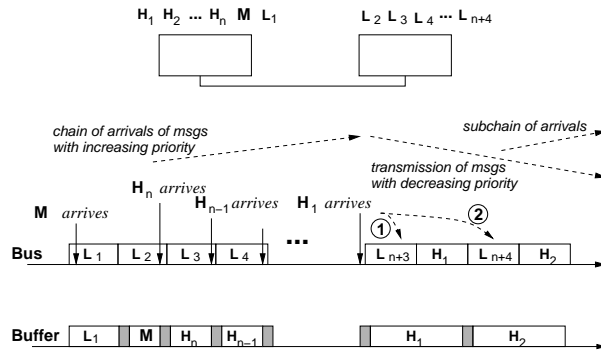 H1 H2 ... Hn M L1
L2 L3 L4 ... Ln+4
chain of arrivals of msgs
with increasing priority
subchain of arrivals
transmission of msgs
with decreasing priority
M arrives
Hn arrives
Hn−1 arrives
H1 arrives
...
1
2
Bus
L1 L2 L3 L4 Ln+3 H1 Ln+4 H2
Buffer
L1 M Hn Hn−1 H1 H2